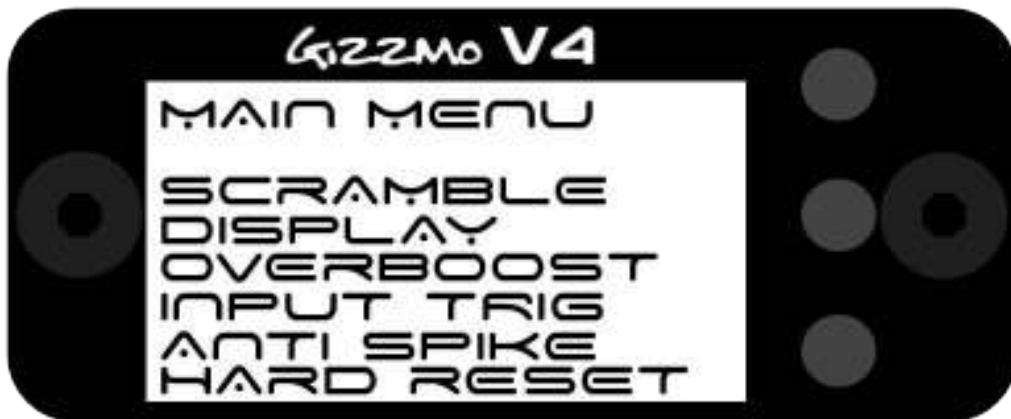 GizzMo V4
MAIN MENU
SCRAMBLE
DISPLAY
OVERBOOST
INPUT TRIG
ANTI SPIKE
HARD RESET